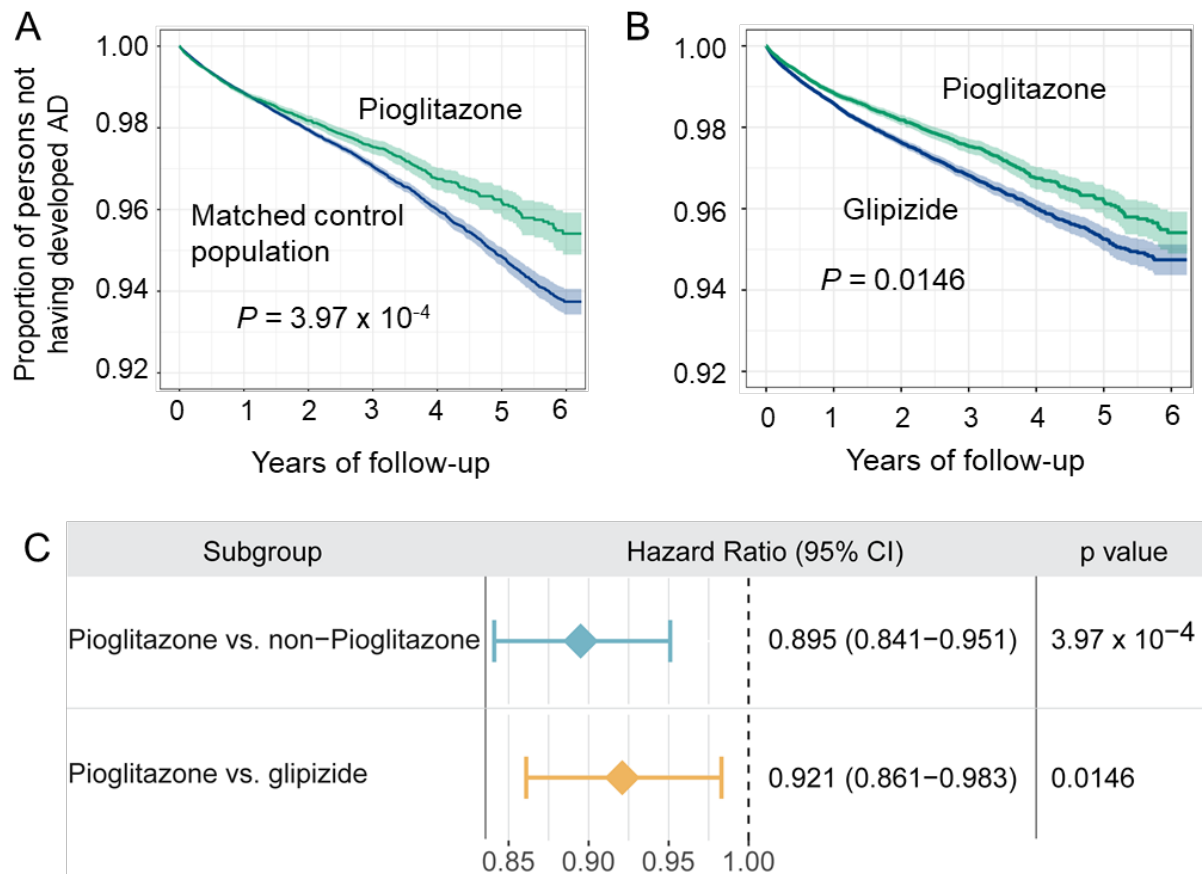 A
Proportion of persons not
having developed AD
1.00
0.98
0.96
0.94
0.92
Pioglitazone
Matched control
population
P = 3.97 x 10⁻⁴
0 1 2 3 4 5 6
Years of follow-up
B
1.00
0.98
0.96
0.94
0.92
Pioglitazone
Glipizide
P = 0.0146
0 1 2 3 4 5 6
Years of follow-up
C
Subgroup Hazard Ratio (95% CI) p value
Pioglitazone vs. non−Pioglitazone 0.895 (0.841−0.951) 3.97 x 10⁻⁴
Pioglitazone vs. glipizide 0.921 (0.861−0.983) 0.0146
0.85 0.90 0.95 1.00